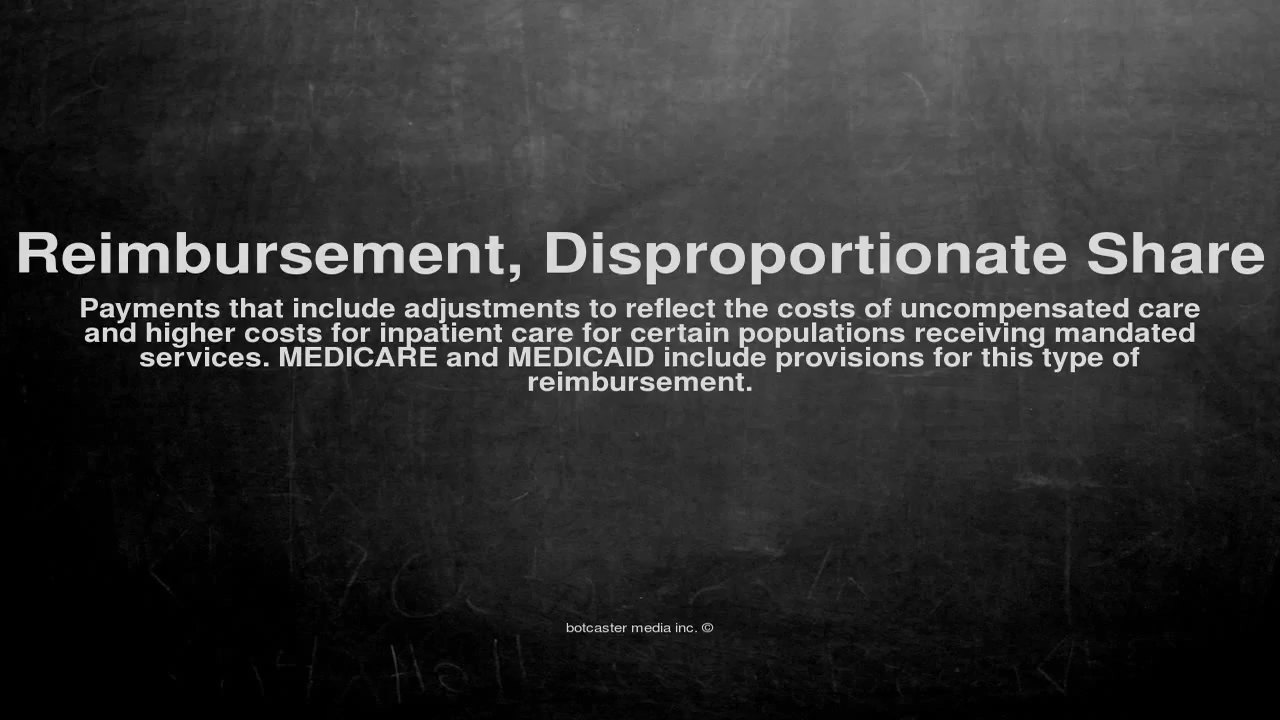 Reimbursement, Disproportionate Share
Payments that include adjustments to reflect the costs of uncompensated care
and higher costs for inpatient care for certain populations receiving mandated
services. MEDICARE and MEDICAID include provisions for this type of
reimbursement.
botcaster media inc. ©